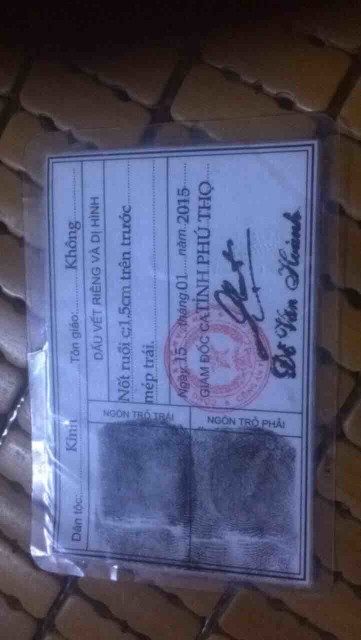 Dân tộc: Kinh Tôn giáo: Không
DẤU VẾT RIÊNG VÀ DỊ HÌNH
Nốt ruồi c:1.5cm trên trước
mép trái.
Ngày 15 tháng 01 năm 2015
GIÁM ĐỐC CA TỈNH PHÚ THỌ
Đỗ Văn Hoành
NGÓN TRỎ TRÁI
NGÓN TRỎ PHẢI